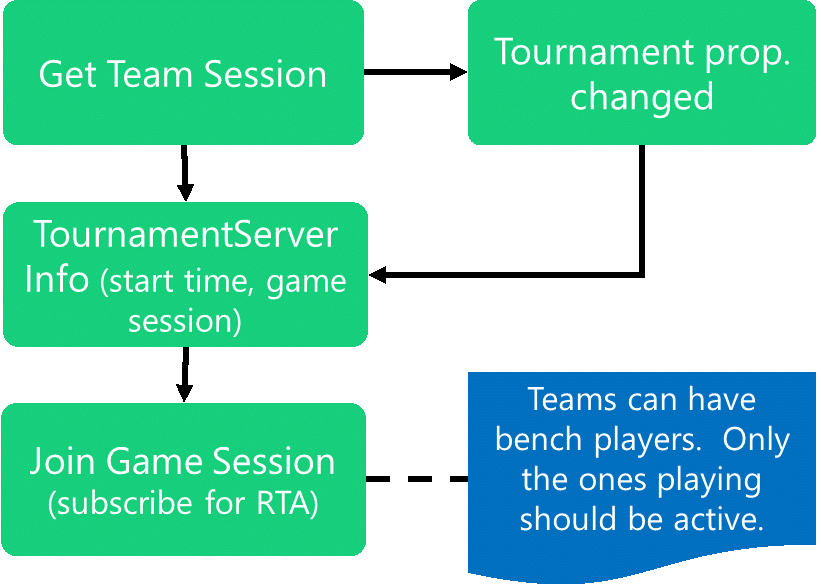 Get Team Session
Tournament prop.
changed
TournamentServer
Info (start time, game
session)
Join Game Session
(subscribe for RTA)
Teams can have
bench players.  Only
the ones playing
should be active.